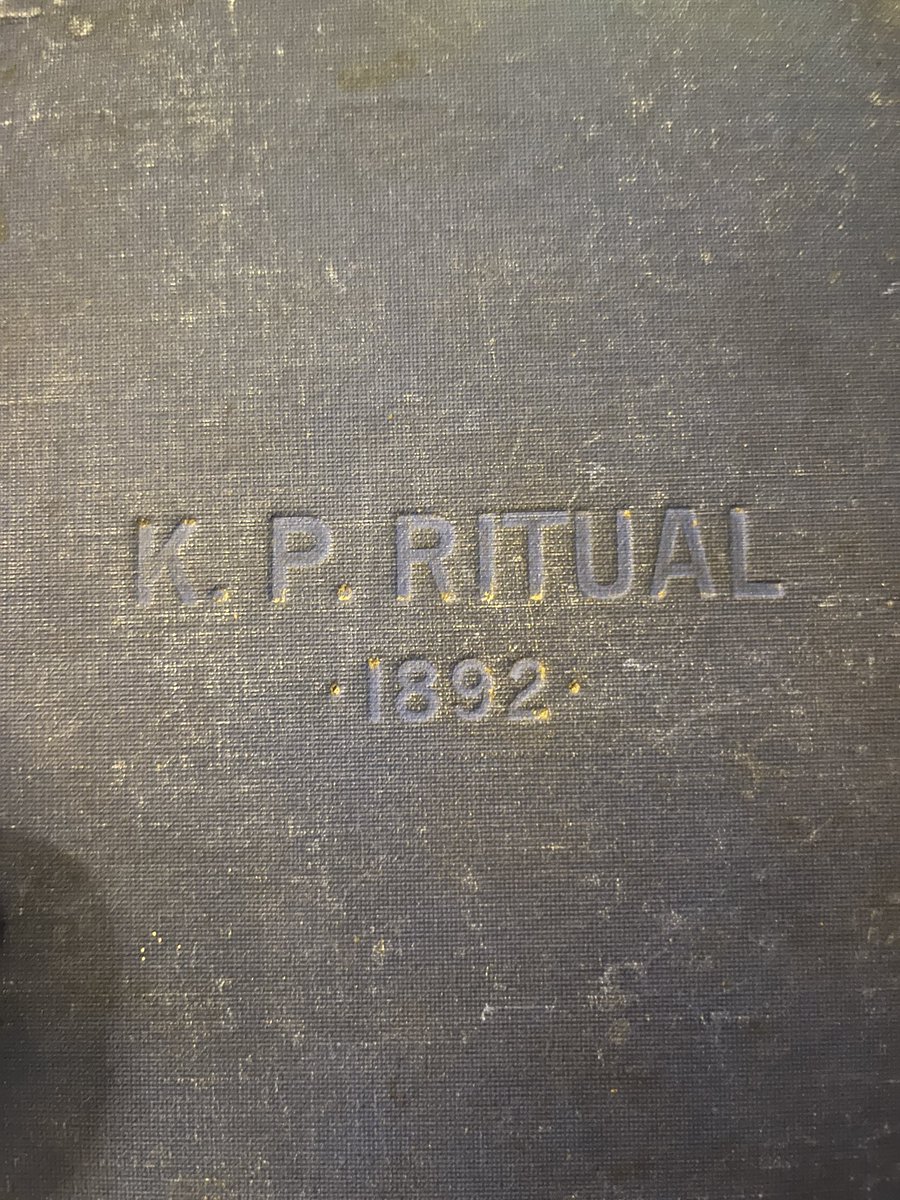 K. P. RITUAL
·1892·